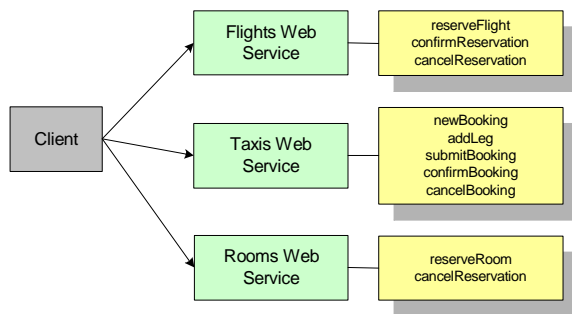 Client
Flights Web
Service
reserveFlight
confirmReservation
cancelReservation
Taxis Web
Service
newBooking
addLeg
submitBooking
confirmBooking
cancelBooking
Rooms Web
Service
reserveRoom
cancelReservation